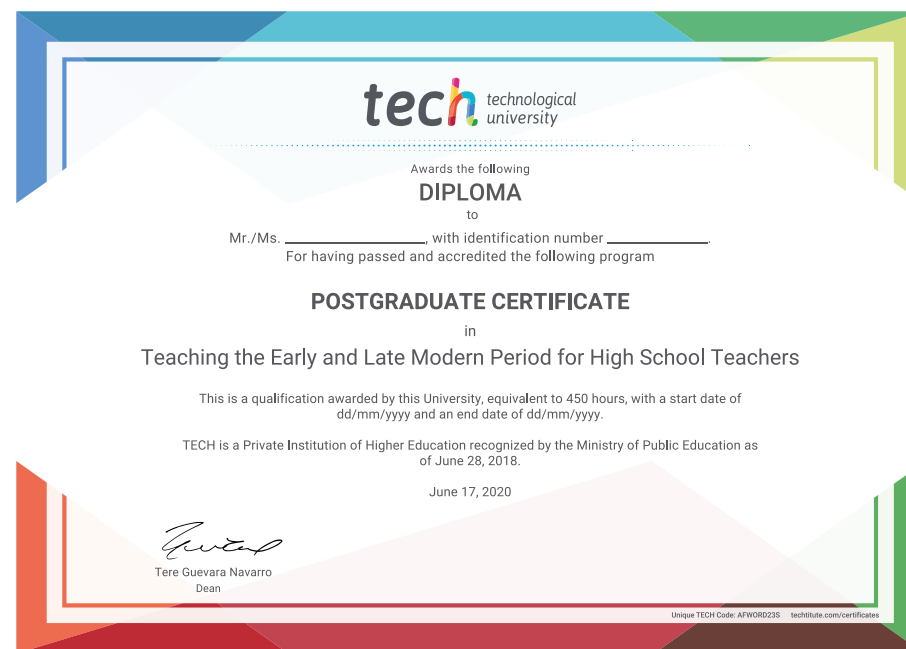 tech technological
university
Awards the following
DIPLOMA
to
Mr./Ms. ____________________, with identification number ______________.
For having passed and accredited the following program
POSTGRADUATE CERTIFICATE
in
Teaching the Early and Late Modern Period for High School Teachers
This is a qualification awarded by this University, equivalent to 450 hours, with a start date of
dd/mm/yyyy and an end date of dd/mm/yyyy.
TECH is a Private Institution of Higher Education recognized by the Ministry of Public Education as
of June 28, 2018.
June 17, 2020
Tere Guevara Navarro
Dean
Unique TECH Code: AFWORD23S techtitute.com/certificates